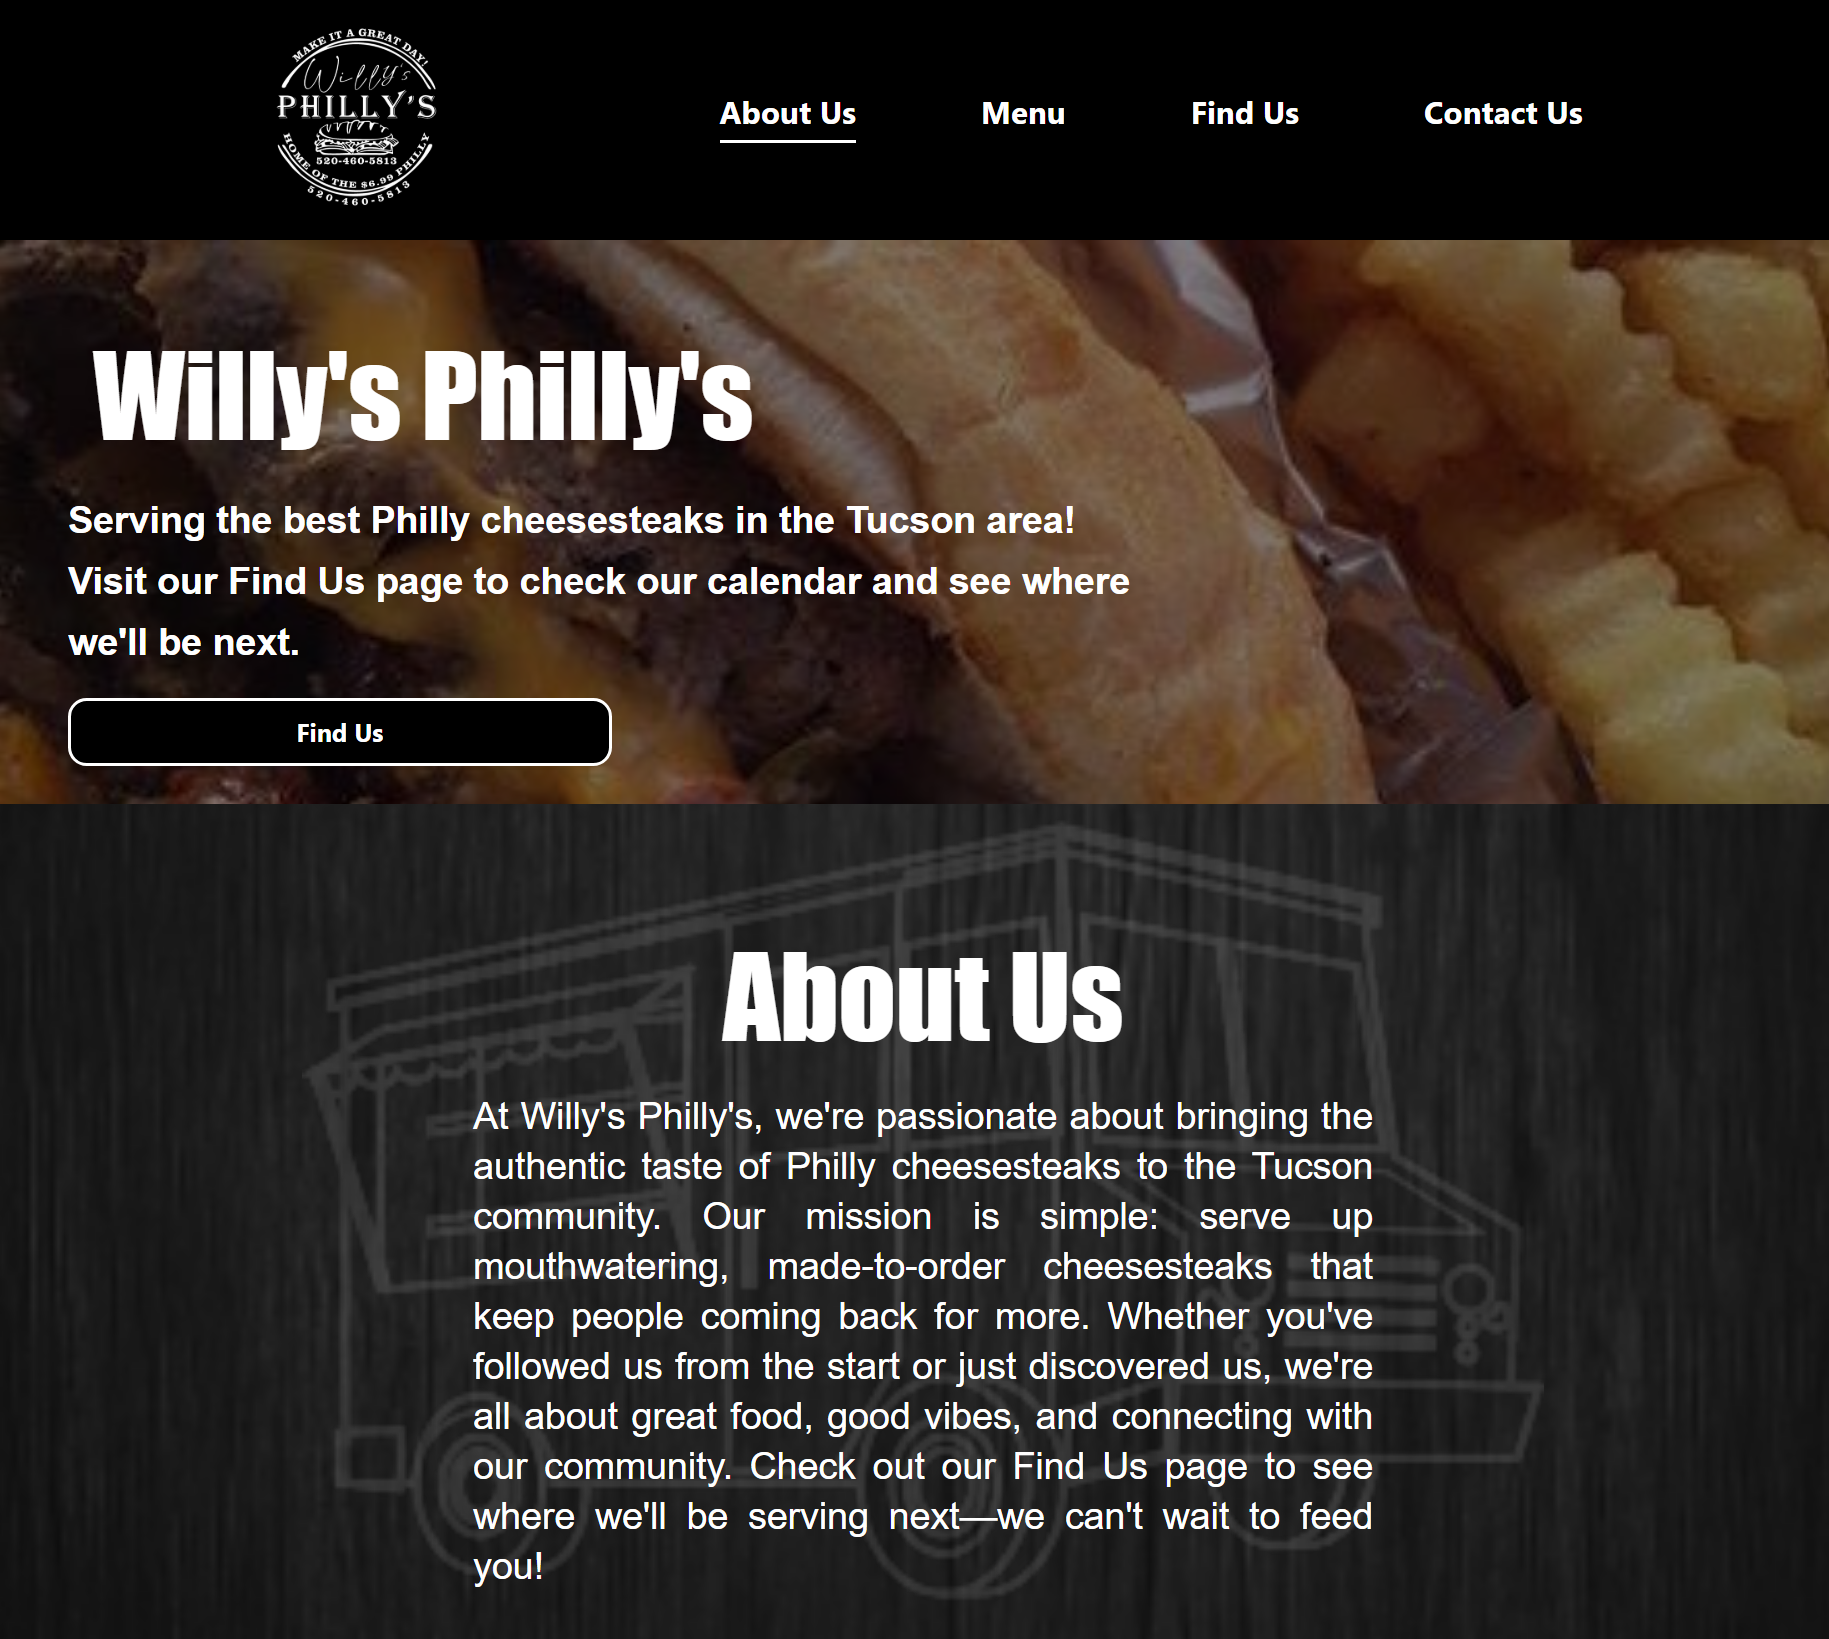 MAKE IT A GREAT DAY!
Willy's
PHILLY'S
520-460-5813
HOME OF THE $6.99 PHILLY
520-460-5813
About Us
Menu
Find Us
Contact Us
Willy's Philly's
Serving the best Philly cheesesteaks in the Tucson area!
Visit our Find Us page to check our calendar and see where
we'll be next.
Find Us
About Us
At Willy's Philly's, we're passionate about bringing the
authentic taste of Philly cheesesteaks to the Tucson
community. Our mission is simple: serve up
mouthwatering, made-to-order cheesesteaks that
keep people coming back for more. Whether you've
followed us from the start or just discovered us, we're
all about great food, good vibes, and connecting with
our community. Check out our Find Us page to see
where we'll be serving next—we can't wait to feed
you!